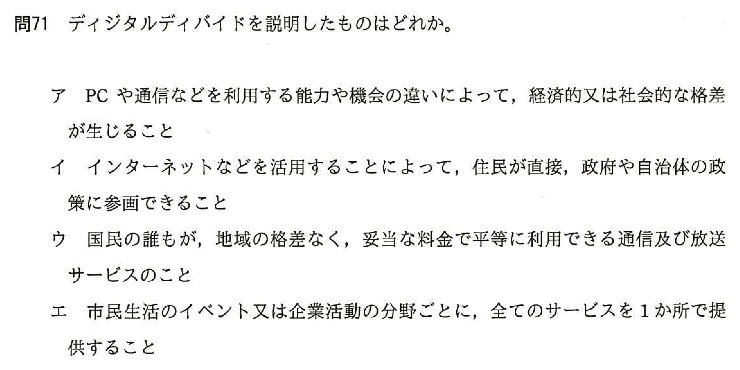 問71 ディジタルディバイドを説明したものはどれか。
ア PC や通信などを利用する能力や機会の違いによって，経済的又は社会的な格差
が生じること
イ インターネットなどを活用することによって，住民が直接，政府や自治体の政
策に参画できること
ウ 国民の誰もが，地域の格差なく，妥当な料金で平等に利用できる通信及び放送
サービスのこと
エ 市民生活のイベント又は企業活動の分野ごとに，全てのサービスを１か所で提
供すること